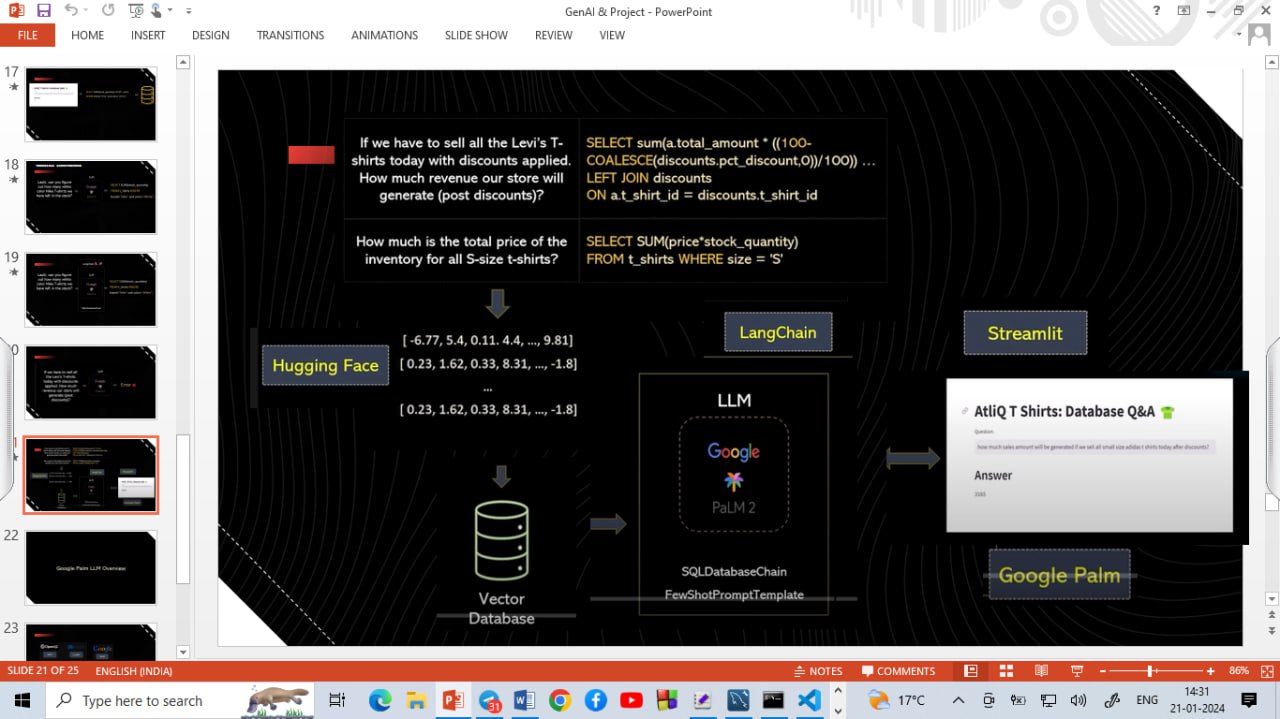 GenAI & Project - PowerPoint
?
FILE
HOME
INSERT
DESIGN
TRANSITIONS
ANIMATIONS
SLIDE SHOW
REVIEW
VIEW
17
18
19
22
Google Palm LLM Overview
23
If we have to sell all the Levi's T-
shirts today with discounts applied.
How much revenue our store will
generate (post discounts)?
SELECT sum(a.total_amount * ((100-
COALESCE(discounts.pct_discount,0))/100)) ...
LEFT JOIN discounts
ON a.t_shirt_id = discounts.t_shirt_id
How much is the total price of the
inventory for all S-size t-shirts?
SELECT SUM(price*stock_quantity)
FROM t_shirts WHERE size = 'S'
Hugging Face
[ -6.77, 5.4, 0.11. 4.4, ..., 9.81]
[ 0.23, 1.62, 0.33, 8.31, ..., -1.8]
...
[ 0.23, 1.62, 0.33, 8.31, ..., -1.8]
Vector
Database
LangChain
LLM
Google
PaLM 2
SQLDatabaseChain
FewShotPromptTemplate
Streamlit
AtliQ T Shirts: Database Q&A
Question
how much sales amount will be generated if we sell all small size adidas t shirts today after discounts?
Answer
Google Palm
SLIDE 21 OF 25
ENGLISH (INDIA)
NOTES
COMMENTS
86%
Type here to search
31
17°C
ENG
14:31
21-01-2024